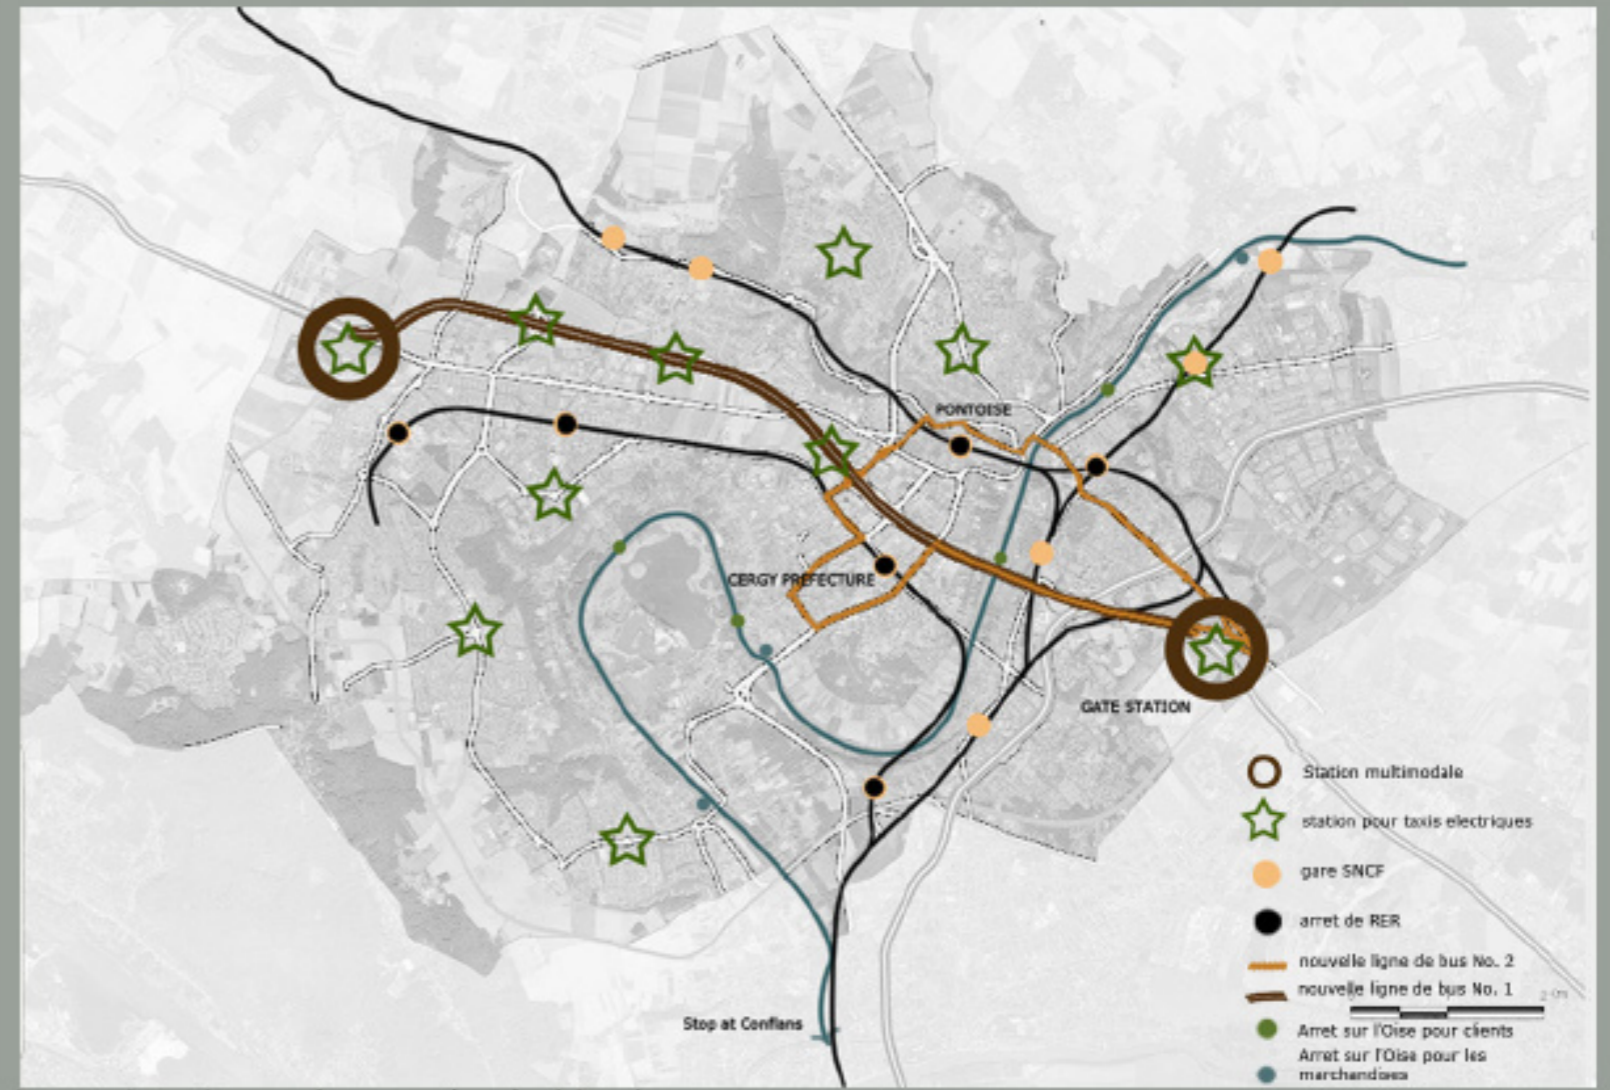 PONTOISE
CERGY PREFECTURE
GATE STATION
Station multimodale
station pour taxis electriques
gare SNCF
arret de RER
nouvelle ligne de bus No. 2
nouvelle ligne de bus No. 1
Arret sur l'Oise pour clients
Arret sur l'Oise pour les
marchandises
Stop at Conflans